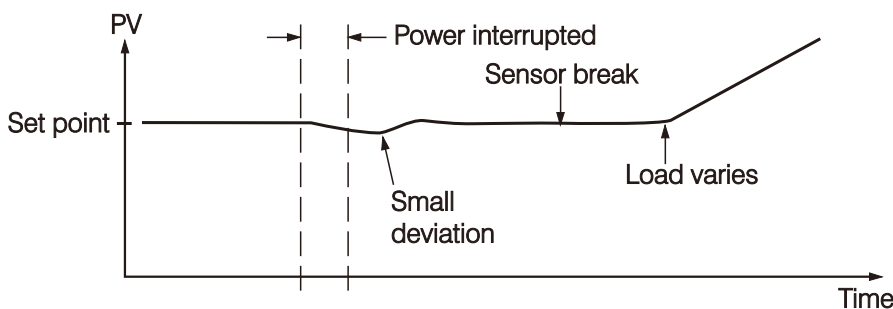 PV
Power interrupted
Sensor break
Set point
Load varies
Small
deviation
Time